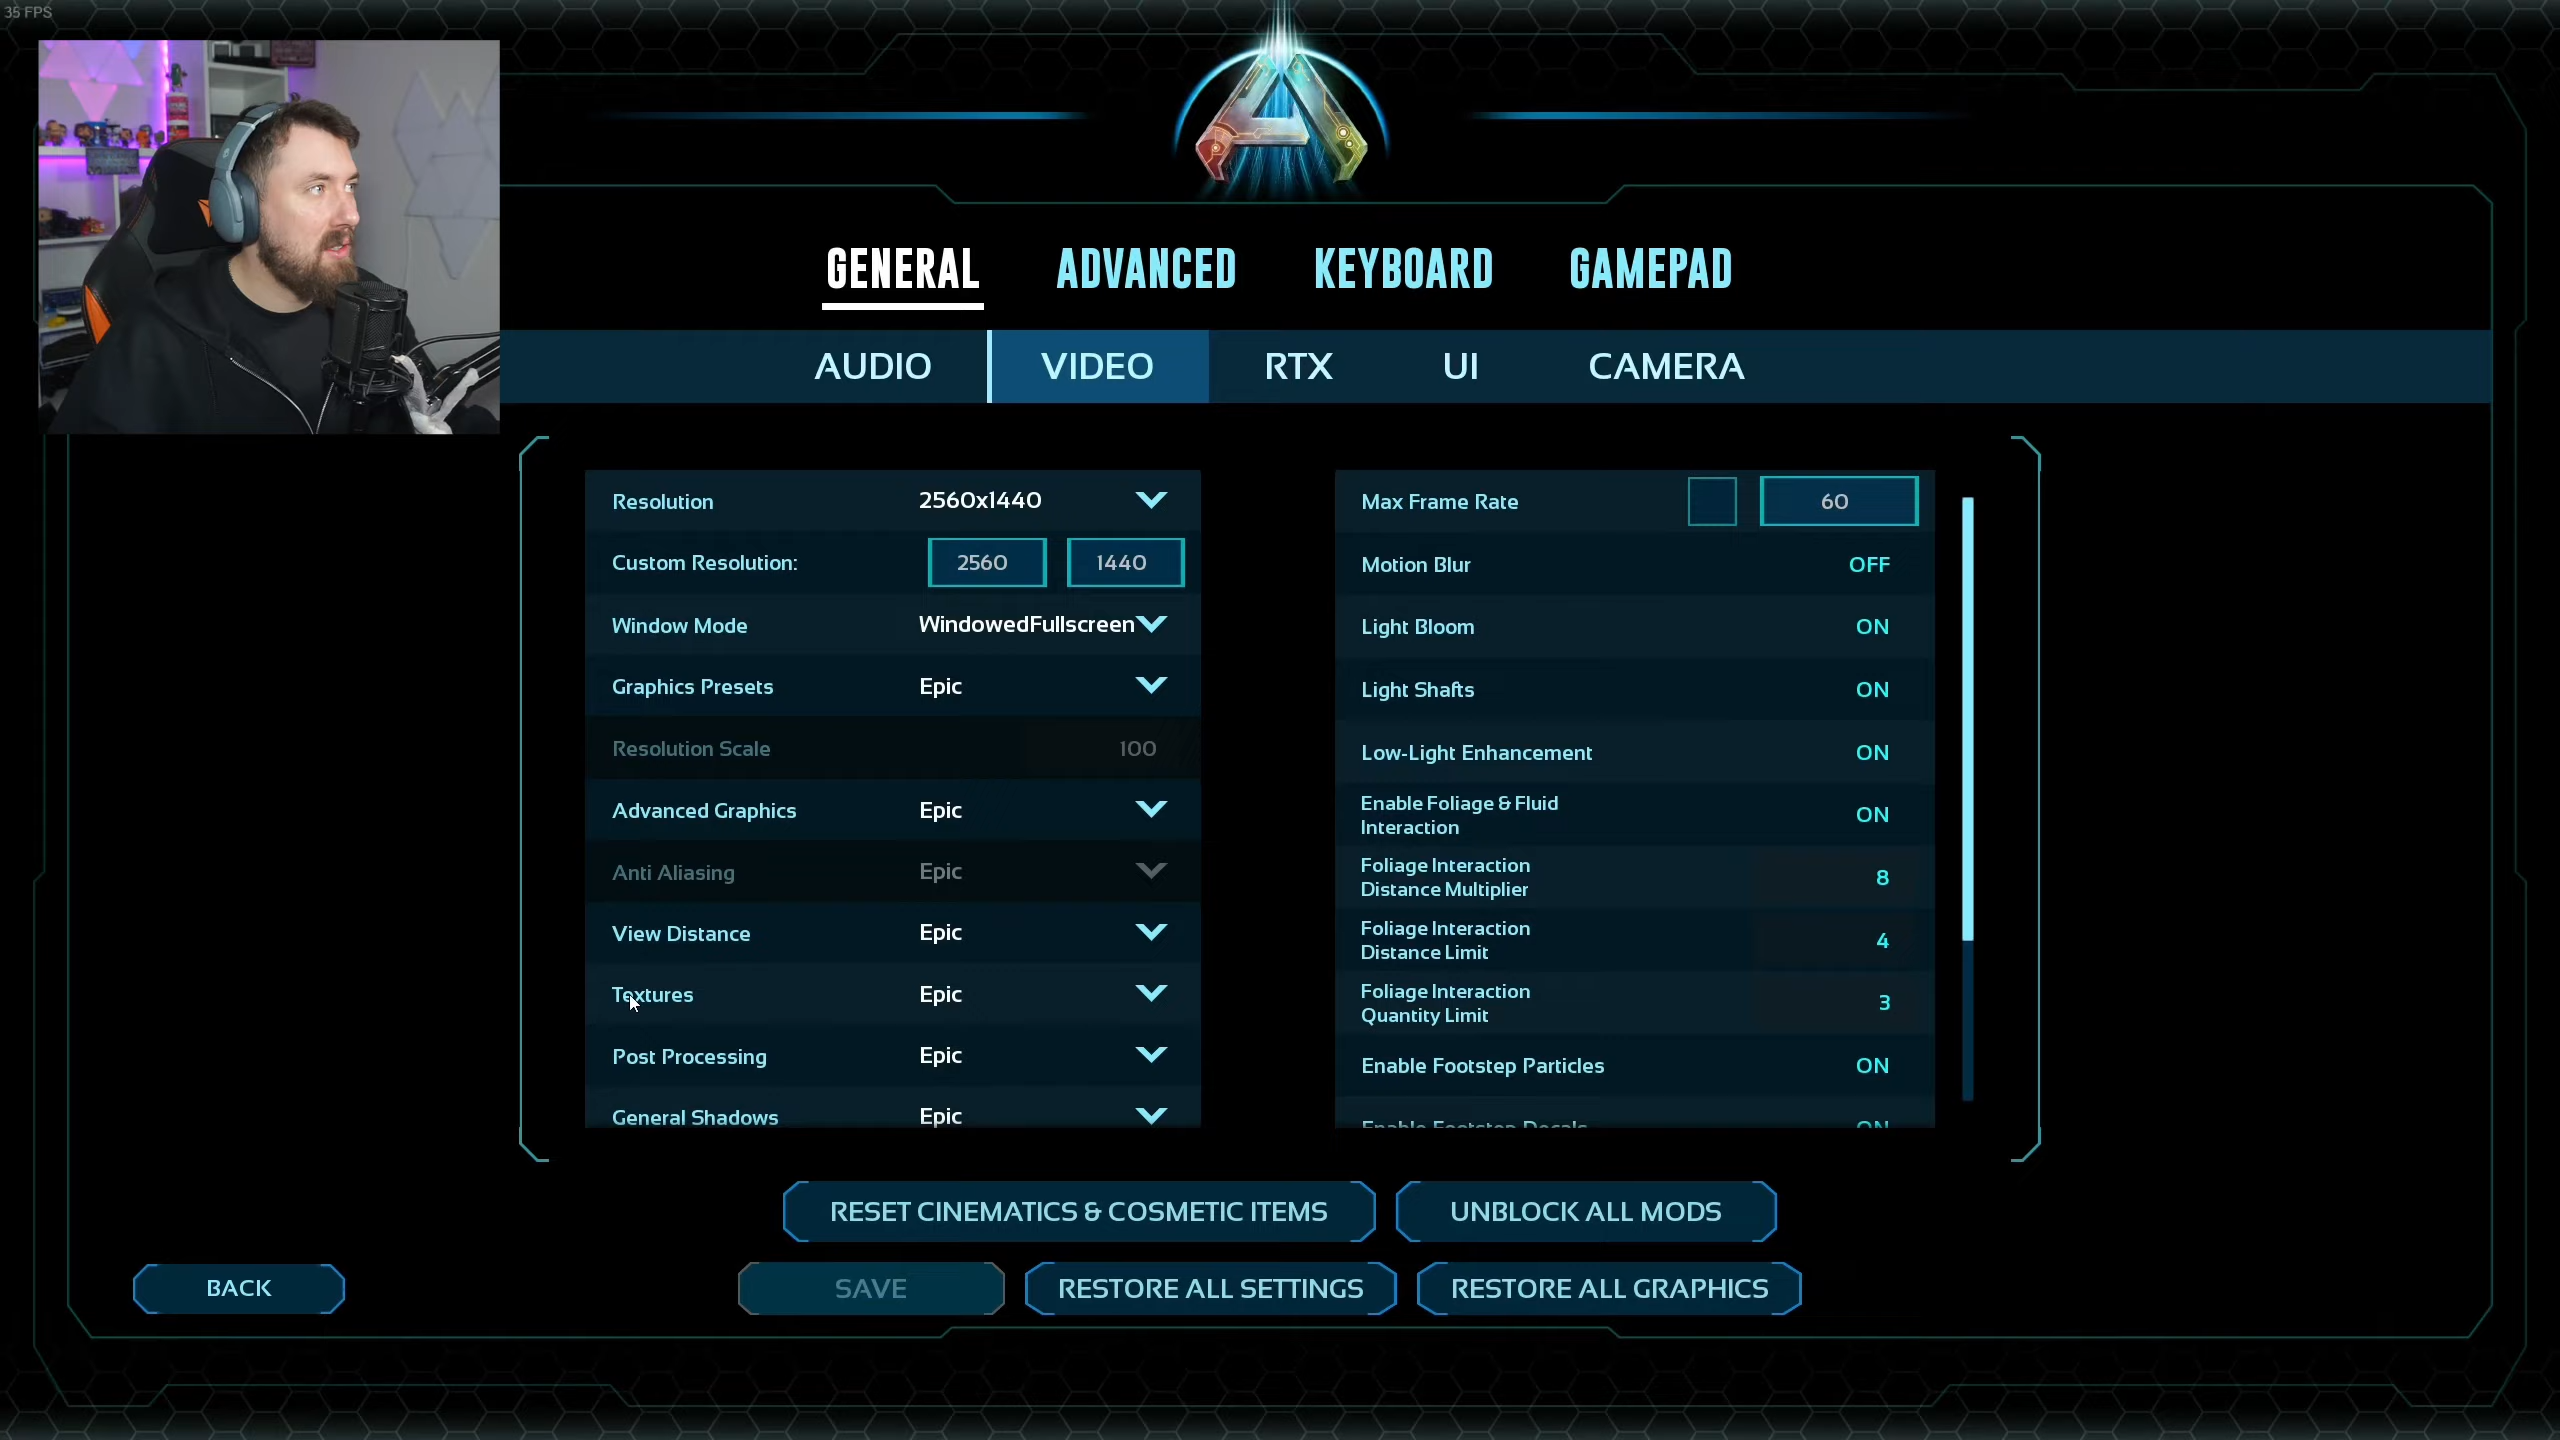 35 FPS
GENERAL ADVANCED KEYBOARD GAMEPAD
AUDIO VIDEO RTX UI CAMERA
Resolution 2560x1440
Custom Resolution: 2560 1440
Window Mode WindowedFullscreen
Graphics Presets Epic
Resolution Scale 100
Advanced Graphics Epic
Anti Aliasing Epic
View Distance Epic
Textures Epic
Post Processing Epic
General Shadows Epic
Max Frame Rate 60
Motion Blur OFF
Light Bloom ON
Light Shafts ON
Low-Light Enhancement ON
Enable Foliage & Fluid
Interaction ON
Foliage Interaction
Distance Multiplier 8
Foliage Interaction
Distance Limit 4
Foliage Interaction
Quantity Limit 3
Enable Footstep Particles ON
Enable Footstep Decals ON
RESET CINEMATICS & COSMETIC ITEMS UNBLOCK ALL MODS
BACK SAVE RESTORE ALL SETTINGS RESTORE ALL GRAPHICS